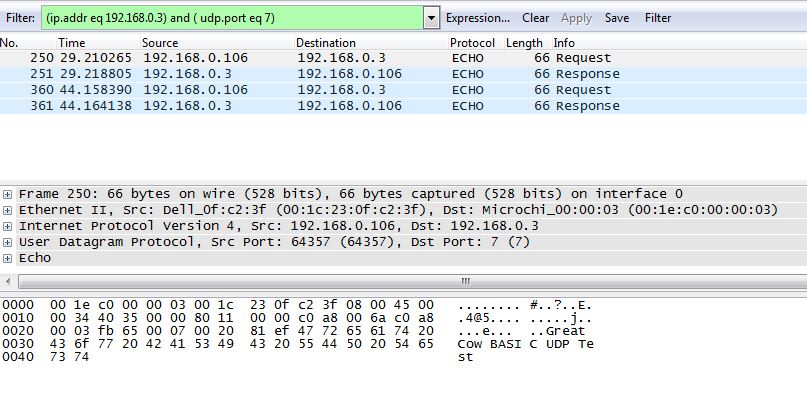 Filter: (ip.addr eq 192.168.0.3) and ( udp.port eq 7) Expression... Clear Apply Save Filter
No. Time Source Destination Protocol Length Info
250 29.210265 192.168.0.106 192.168.0.3 ECHO 66 Request
251 29.218805 192.168.0.3 192.168.0.106 ECHO 66 Response
360 44.158390 192.168.0.106 192.168.0.3 ECHO 66 Request
361 44.164138 192.168.0.3 192.168.0.106 ECHO 66 Response
Frame 250: 66 bytes on wire (528 bits), 66 bytes captured (528 bits) on interface 0
Ethernet II, Src: Dell_0f:c2:3f (00:1c:23:0f:c2:3f), Dst: Microchi_00:00:03 (00:1e:c0:00:00:03)
Internet Protocol Version 4, Src: 192.168.0.106, Dst: 192.168.0.3
User Datagram Protocol, Src Port: 64357 (64357), Dst Port: 7 (7)
Echo
0000 00 1e c0 00 00 03 00 1c 23 0f c2 3f 08 00 45 00 ........ #..?..E.
0010 00 34 40 35 00 00 80 11 00 00 c0 a8 00 6a c0 a8 .4@5.... .....j..
0020 00 03 fb 65 00 07 00 20 81 ef 47 72 65 61 74 20 ...e... ..Great
0030 43 6f 77 20 42 41 53 49 43 20 55 44 50 20 54 65 Cow BASI C UDP Te
0040 73 74 st